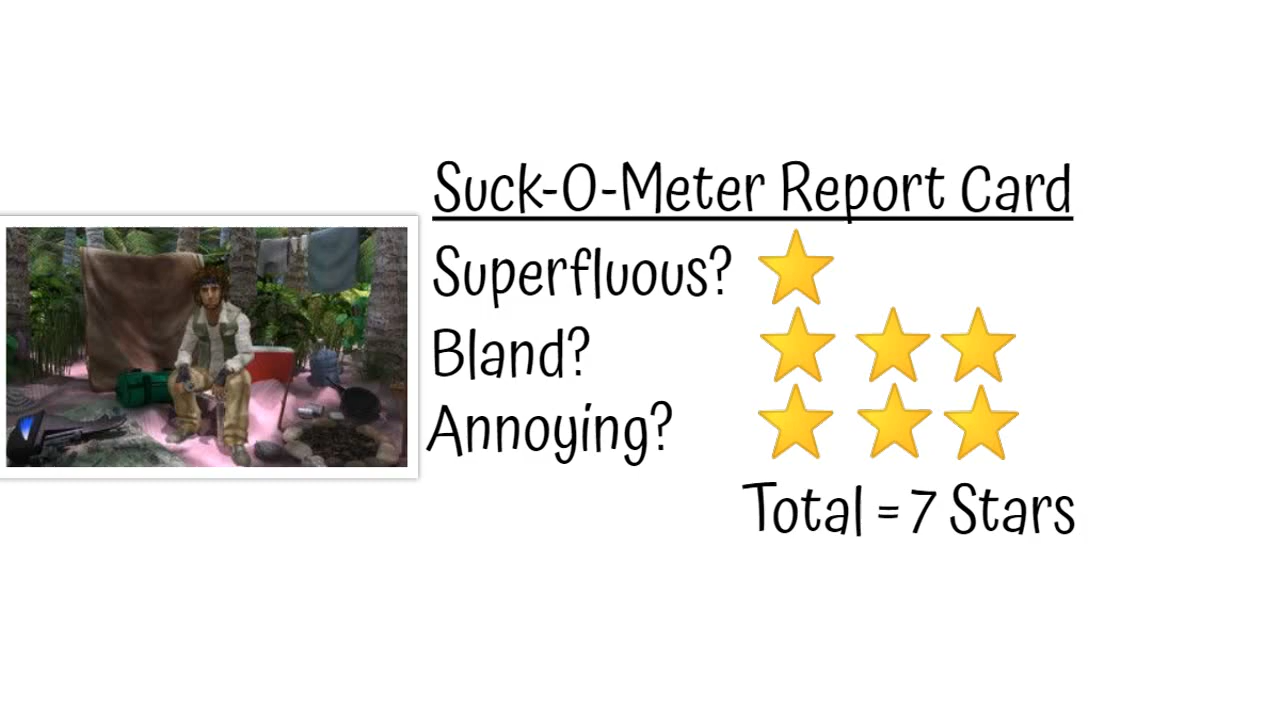 Suck-O-Meter Report Card
Superfluous?
Bland?
Annoying?
Total = 7 Stars